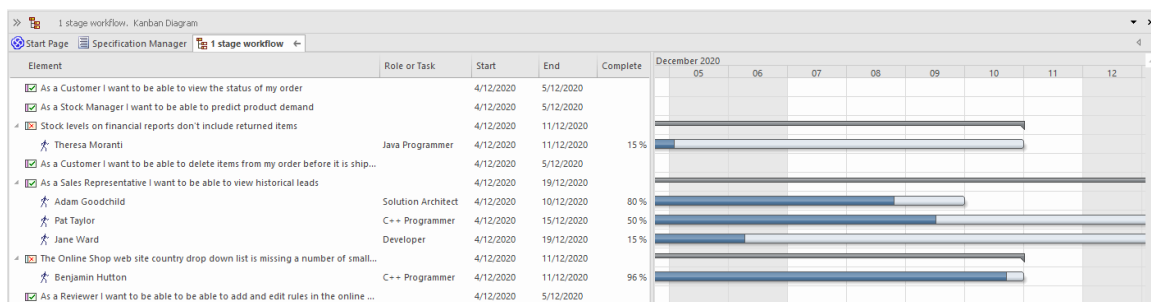 1 stage workflow.  Kanban Diagram
Start Page Specification Manager 1 stage workflow
Element Role or Task Start End Complete December 2020
05 06 07 08 09 10 11 12
As a Customer I want to be able to view the status of my order 4/12/2020 5/12/2020
As a Stock Manager I want to be able to predict product demand 4/12/2020 5/12/2020
Stock levels on financial reports don't include returned items 4/12/2020 11/12/2020
Theresa Moranti Java Programmer 4/12/2020 11/12/2020 15 %
As a Customer I want to be able to delete items from my order before it is ship... 4/12/2020 5/12/2020
As a Sales Representative I want to be able to view historical leads 4/12/2020 19/12/2020
Adam Goodchild Solution Architect 4/12/2020 10/12/2020 80 %
Pat Taylor C++ Programmer 4/12/2020 15/12/2020 50 %
Jane Ward Developer 4/12/2020 19/12/2020 15 %
The Online Shop web site country drop down list is missing a number of small... 4/12/2020 11/12/2020
Benjamin Hutton C++ Programmer 4/12/2020 11/12/2020 96 %
As a Reviewer I want to be able to be able to add and edit rules in the online ... 4/12/2020 5/12/2020